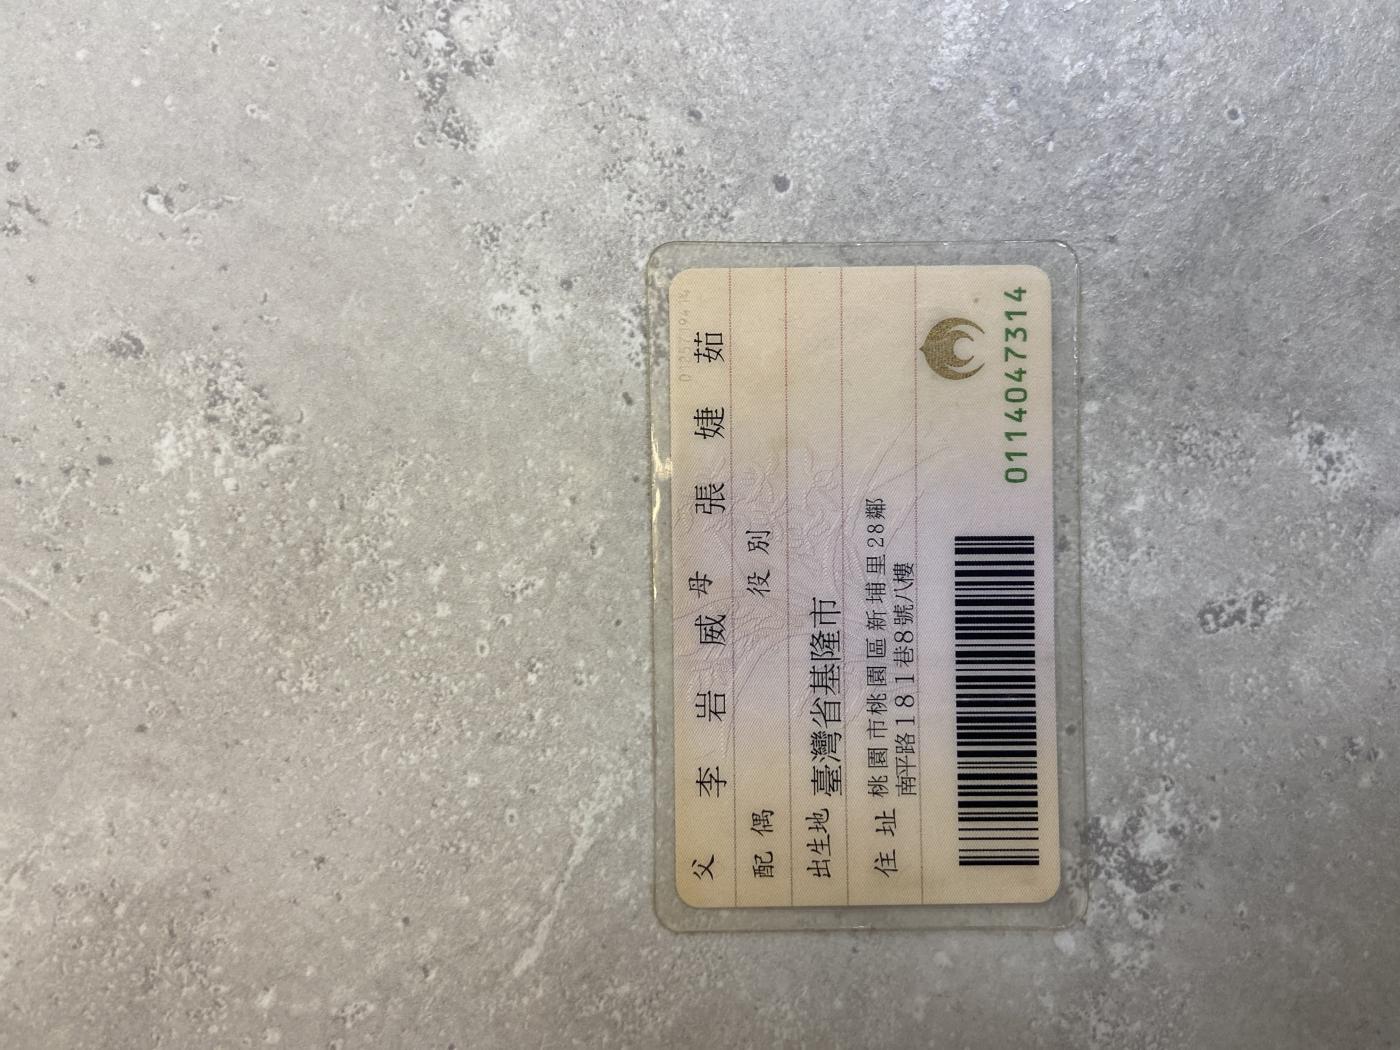 父 李岩威 母 張婕茹
配偶 役別
出生地 臺灣省基隆市
住址 桃園市桃園區新埔里28鄰
南平路181巷8號八樓
0114047314